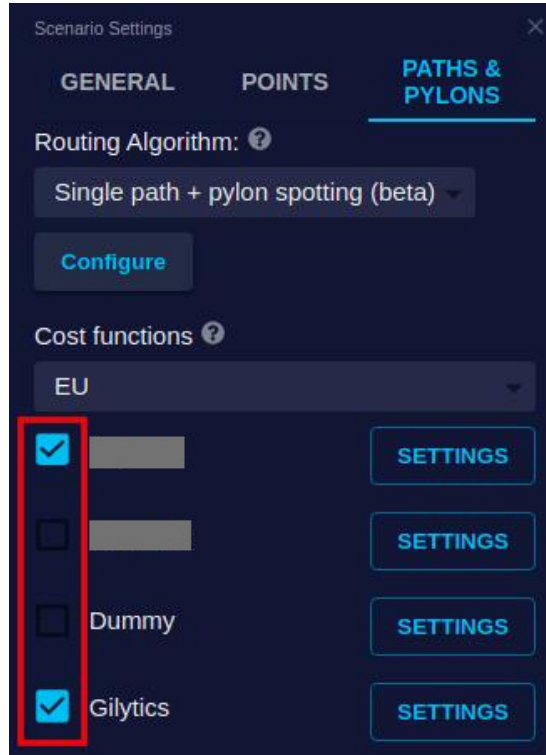 Scenario Settings
GENERAL POINTS PATHS & PYLONS
Routing Algorithm:
Single path + pylon spotting (beta)
Configure
Cost functions
EU
SETTINGS
SETTINGS
Dummy SETTINGS
Gilytics SETTINGS